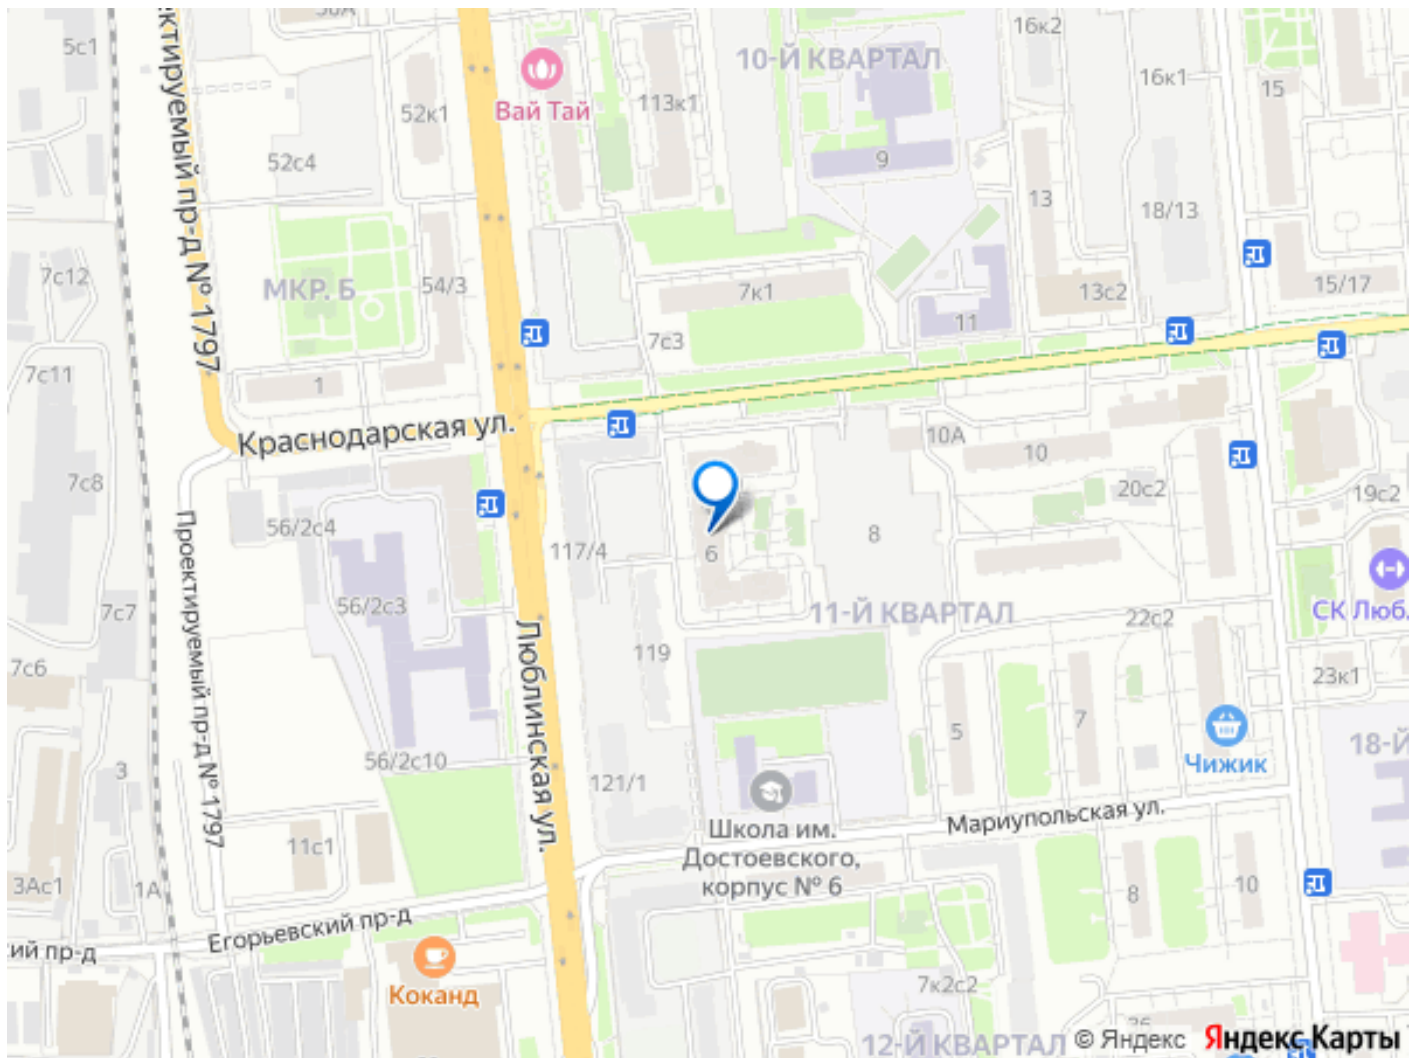 5с1
50А
16к2
10-Й КВАРТАЛ
16к1
15
Вай Тай
113к1
52к1
9
52с4
13
18/13
Проектируемый пр-д № 1797
7с12
МКР. Б
54/3
7к1
13с2
15/17
11
7с3
7с11
1
Краснодарская ул.
10А
10
7с8
20с2
19с2
56/2с4
117/4
6
8
7с7
56/2с3
11-Й КВАРТАЛ
22с2
СК Люб.
Проектируемый пр-д № 1797
Люблинская ул.
119
7с6
23к1
5
7
18-Й
56/2с10
3
121/1
Чижик
Мариупольская ул.
Школа им.
Достоевского,
корпус № 6
11с1
3Ас1
1А
8
10
Егорьевский пр-д
ий пр-д
Коканд
7к2с2
12-Й КВАРТАЛ
© Яндекс Яндекс Карты